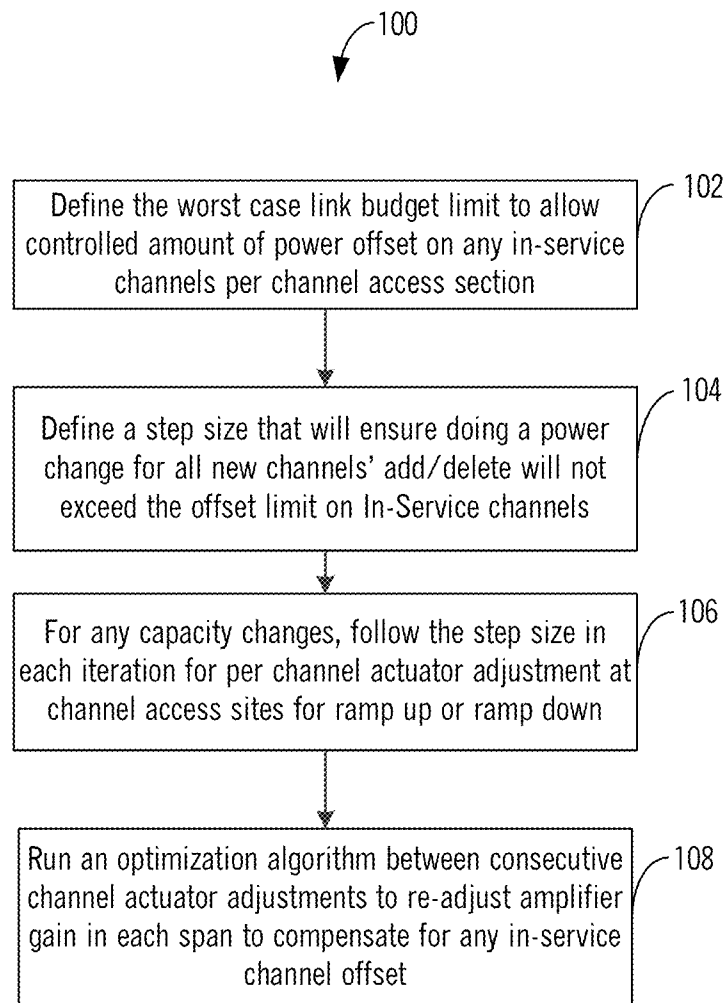 100
102
Define the worst case link budget limit to allow
controlled amount of power offset on any in-service
channels per channel access section
104
Define a step size that will ensure doing a power
change for all new channels’ add/delete will not
exceed the offset limit on In-Service channels
106
For any capacity changes, follow the step size in
each iteration for per channel actuator adjustment at
channel access sites for ramp up or ramp down
108
Run an optimization algorithm between consecutive
channel actuator adjustments to re-adjust amplifier
gain in each span to compensate for any in-service
channel offset